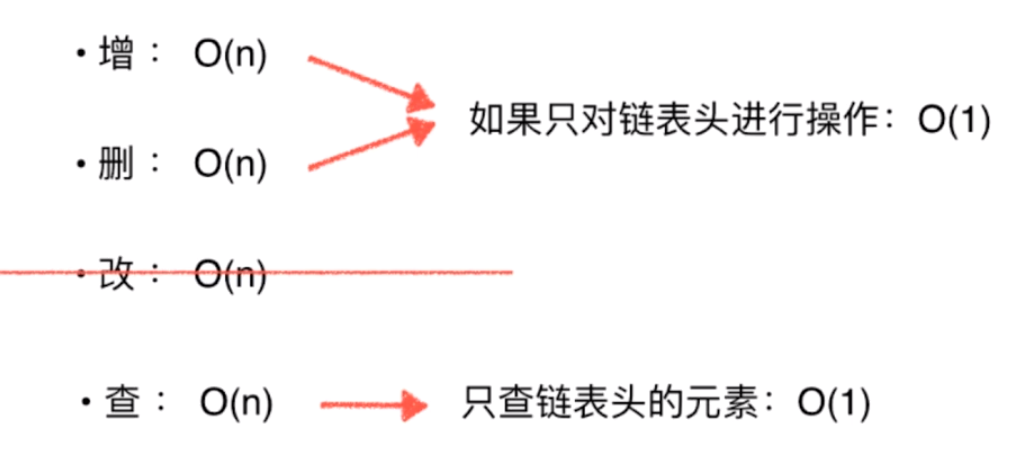 • 增： O(n)
• 删： O(n)
如果只对链表头进行操作：O(1)
• 改： O(n)
• 查： O(n)
只查链表头的元素：O(1)